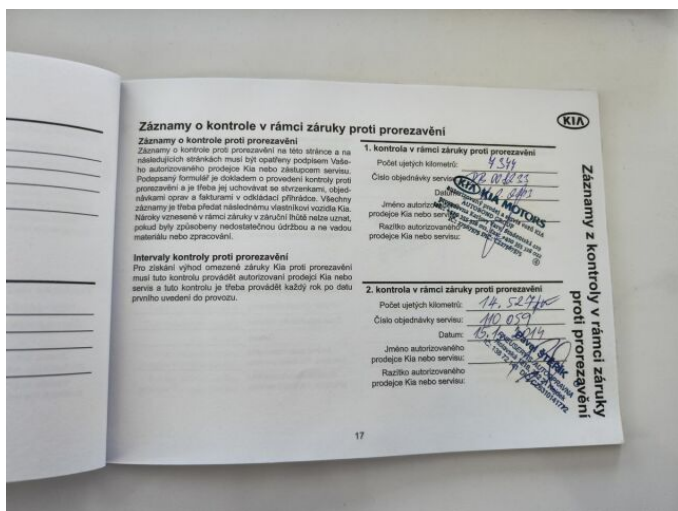 Záznamy o kontrole v rámci záruky proti prorezavění
Záznamy o kontrole proti prorezavění
Záznamy o kontrole proti prorezavění na této stránce a na
následujících stránkách musí být opatřeny podpisem Vaše-
ho autorizovaného prodejce Kia nebo zástupcem servisu.
Podepsaný formulář je dokladem o provedení kontroly proti
prorezavění a je třeba jej uchovávat se stvrzenkami, objed-
návkami oprav a fakturami v odkládací přihrádce. Všechny
záznamy je třeba předat následnému vlastníkovi vozidla Kia.
Nároky vznesené v rámci záruky v záruční lhůtě nelze uznat,
pokud byly způsobeny nedostatečnou údržbou a ne vadou
materiálu nebo zpracování.
Intervaly kontroly proti prorezavění
Pro získání výhod omezené záruky Kia proti prorezavění
musí tuto kontrolu provádět autorizovaní prodejci Kia nebo
servis a tuto kontrolu je třeba provádět každý rok po datu
prvního uvedení do provozu.
1. kontrola v rámci záruky proti prorezavění
Počet ujetých kilometrů: 4344
Číslo objednávky servisu:
Datum:
Jméno autorizovaného
prodejce Kia nebo servisu:
Razítko autorizovaného
prodejce Kia nebo servisu:
KIA KIA MOTORS
2. kontrola v rámci záruky proti prorezavění
Počet ujetých kilometrů: 14.527
Číslo objednávky servisu: 110 059
Datum: 2014
Jméno autorizovaného
prodejce Kia nebo servisu:
Razítko autorizovaného
prodejce Kia nebo servisu:
Pavel
KIA
Záznamy z kontroly v rámci záruky
proti prorezavění
17